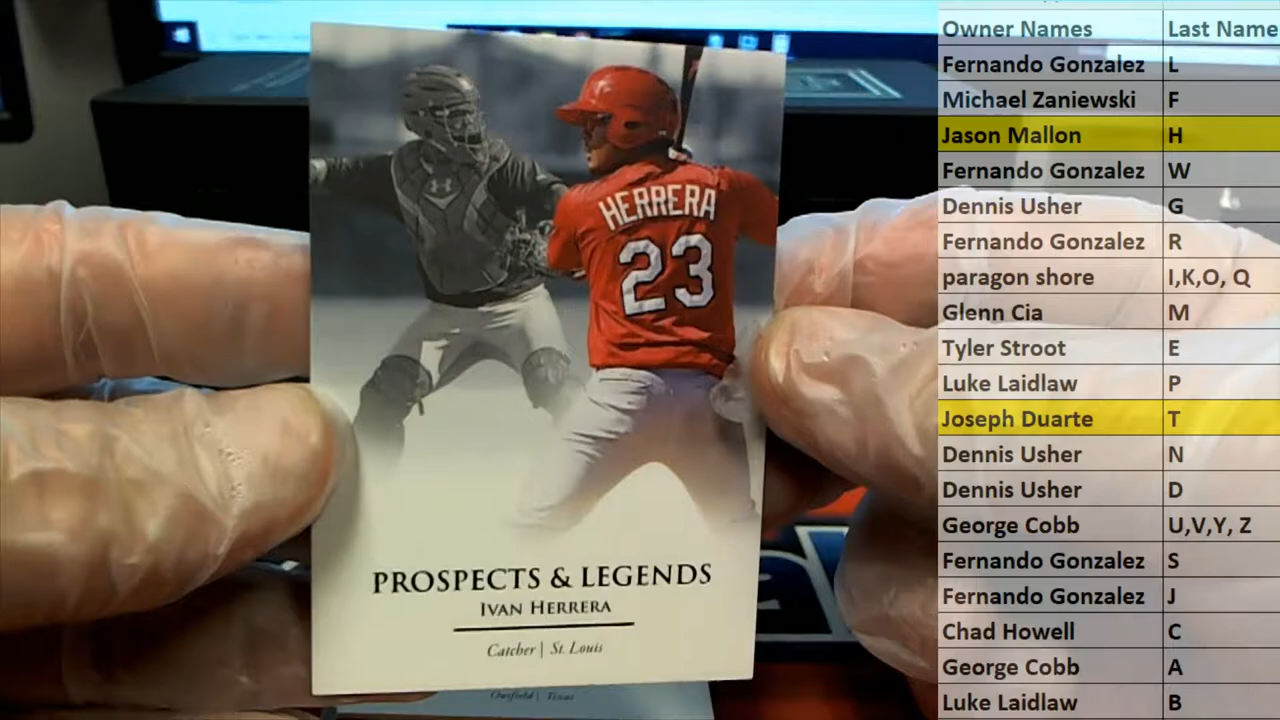 HERRERA
23
PROSPECTS & LEGENDS
IVAN HERRERA
Catcher | St. Louis
Outfield | Texas
Owner Names Last Name
Fernando Gonzalez L
Michael Zaniewski F
Jason Mallon H
Fernando Gonzalez W
Dennis Usher G
Fernando Gonzalez R
paragon shore I,K,O, Q
Glenn Cia M
Tyler Stroot E
Luke Laidlaw P
Joseph Duarte T
Dennis Usher N
Dennis Usher D
George Cobb U,V,Y, Z
Fernando Gonzalez S
Fernando Gonzalez J
Chad Howell C
George Cobb A
Luke Laidlaw B